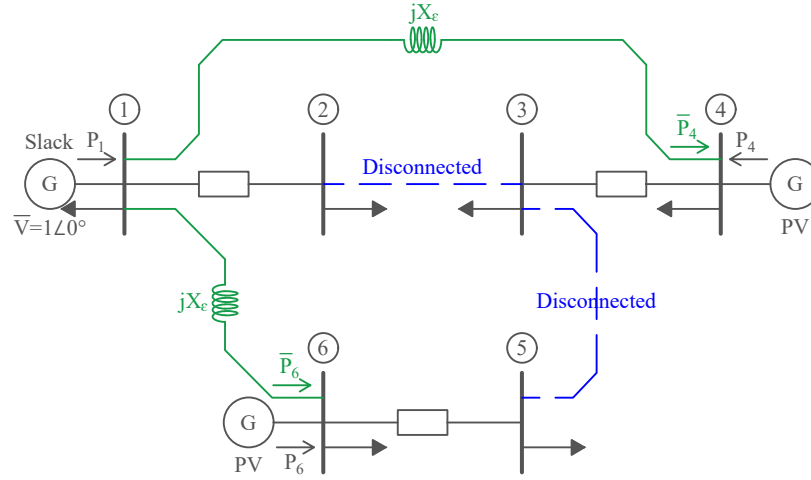 jXε
1
2
3
4
Slack
P1
P̅4
P4
Disconnected
G
G
V̅=1∠0°
PV
jXε
Disconnected
6
5
P̅6
G
PV
P6